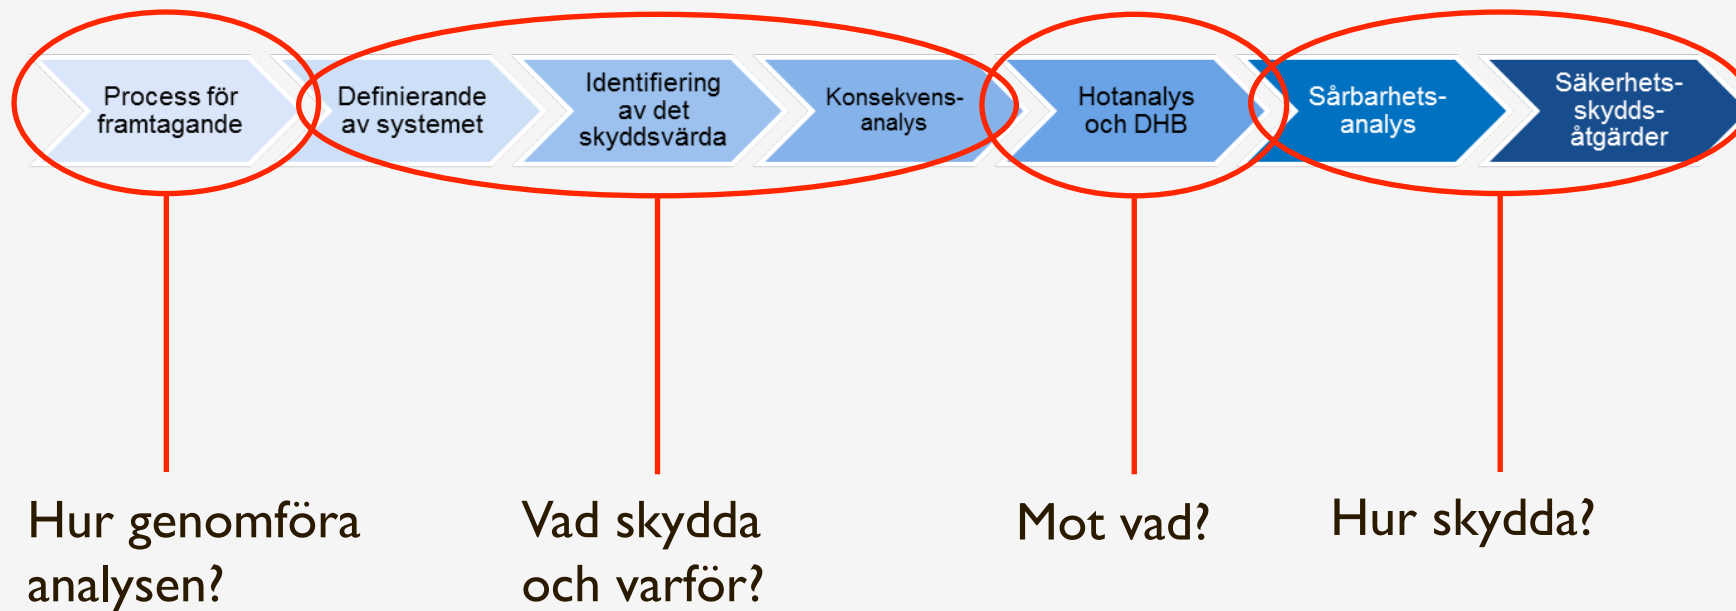 Process för
framtagande
Definierande
av systemet
Identifiering
av det
skyddsvärda
Konsekvens-
analys
Hotanalys
och DHB
Sårbarhets-
analys
Säkerhets-
skydds-
åtgärder
Hur genomföra
analysen?
Vad skydda
och varför?
Mot vad?
Hur skydda?